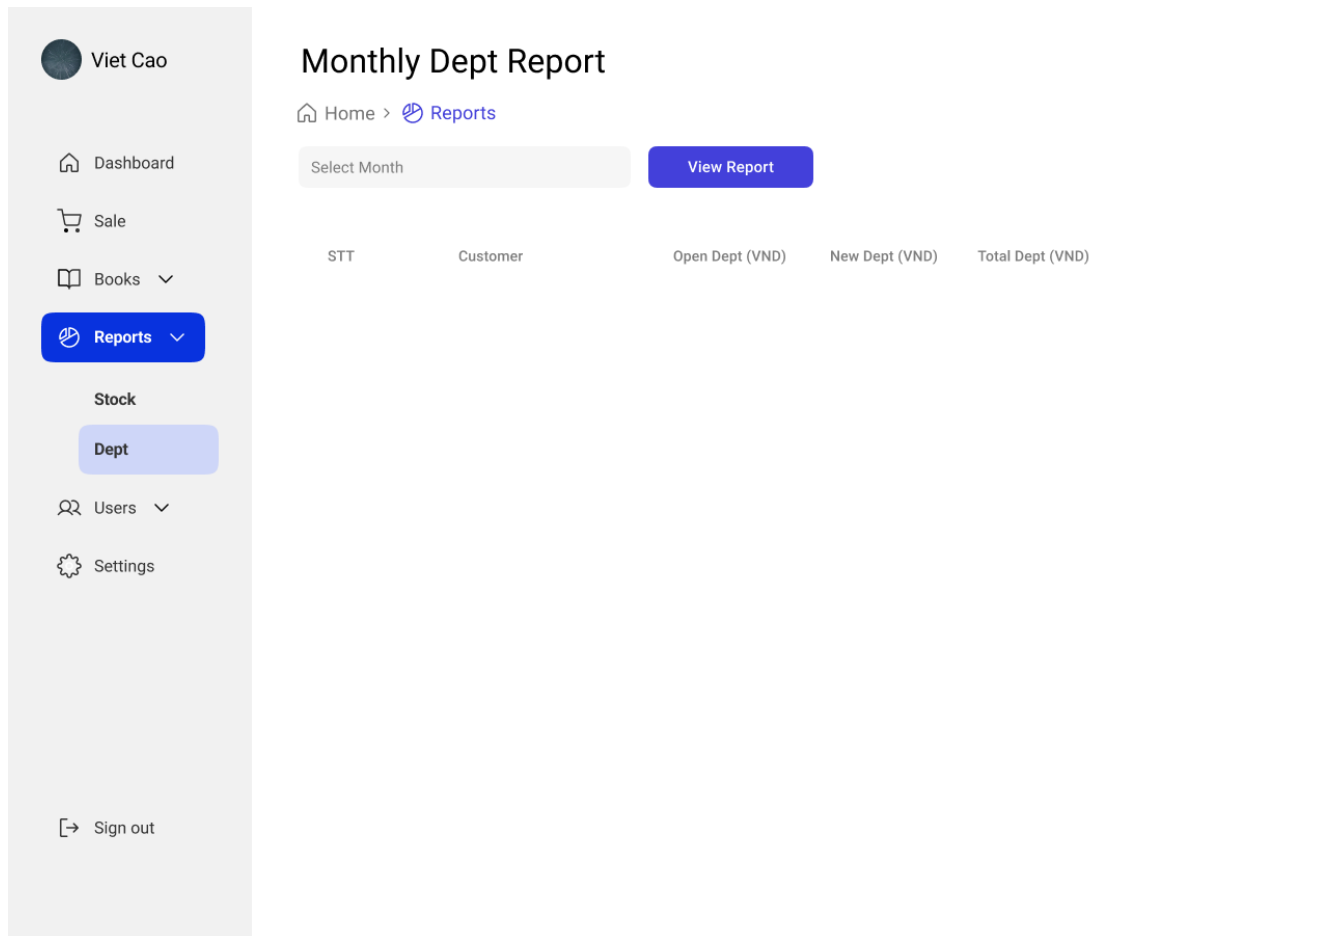 Viet Cao
Dashboard
Sale
Books
Reports
Stock
Dept
Users
Settings
Sign out
Monthly Dept Report
Home > Reports
Select Month View Report
STT Customer Open Dept (VND) New Dept (VND) Total Dept (VND)